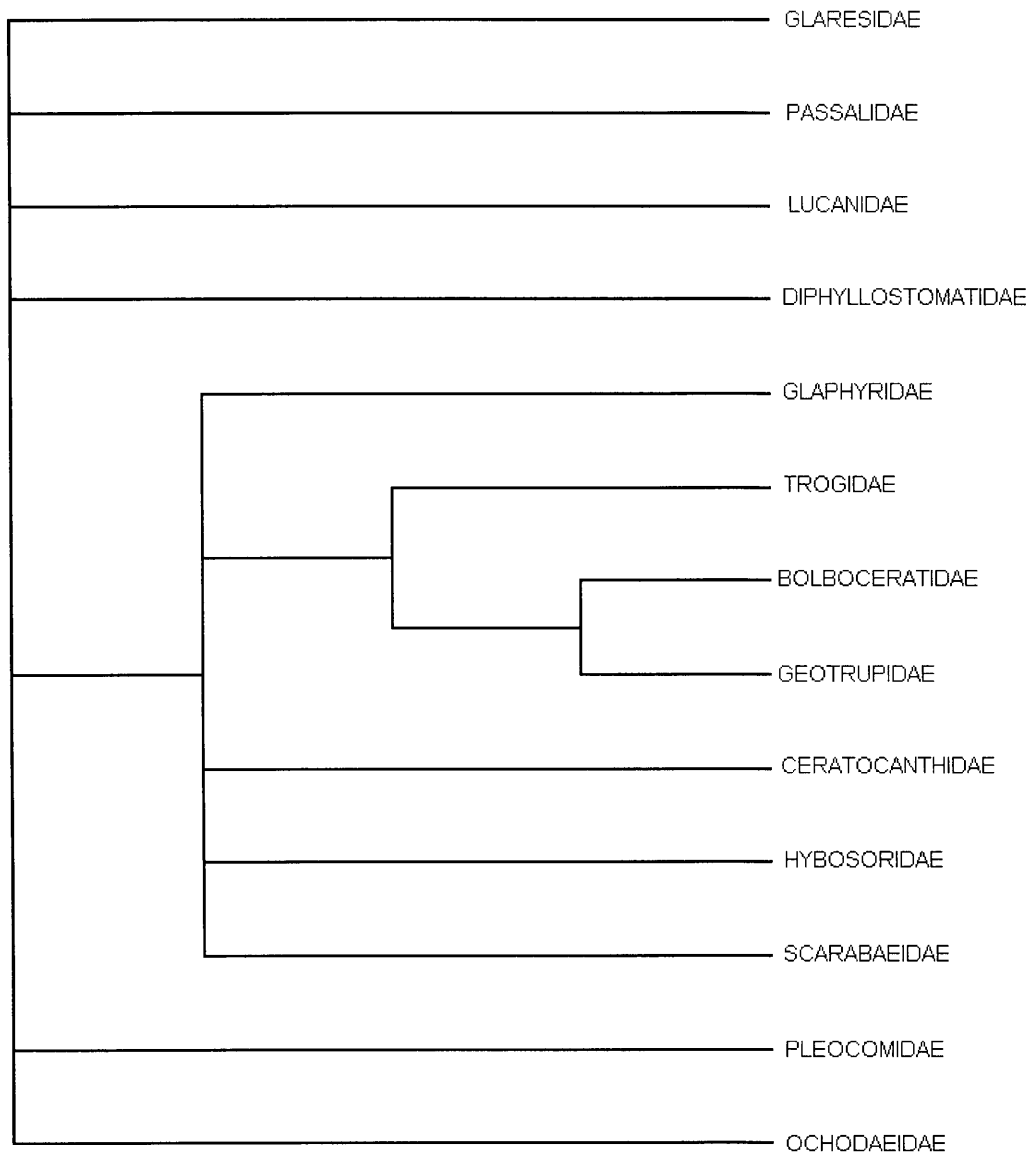 GLARESIDAE
PASSALIDAE
LUCANIDAE
DIPHYLLOSTOMATIDAE
GLAPHYRIDAE
TROGIDAE
BOLBOCERATIDAE
GEOTRUPIDAE
CERATOCANTHIDAE
HYBOSORIDAE
SCARABAEIDAE
PLEOCOMIDAE
OCHODAEIDAE